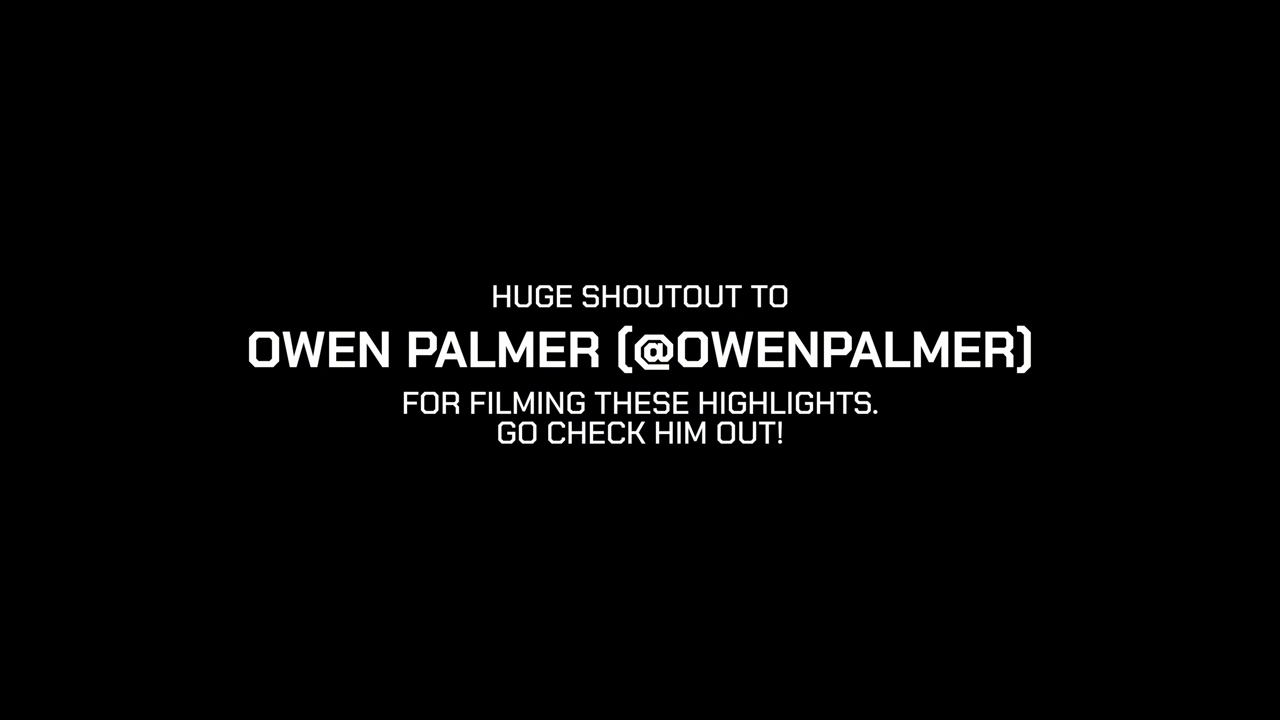 HUGE SHOUTOUT TO
OWEN PALMER (@OWENPALMER)
FOR FILMING THESE HIGHLIGHTS.
GO CHECK HIM OUT!